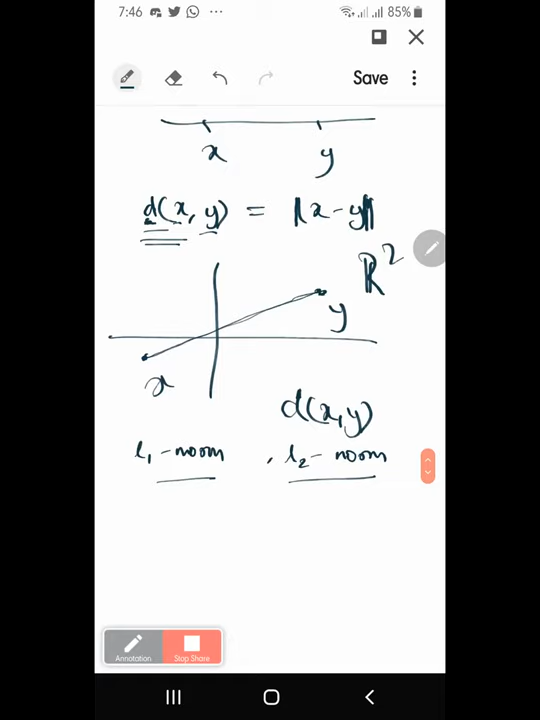 7:46 85%
Save
x y
d(x, y) = |x - y|
ℝ²
y
x
d(x,y)
l₁-norm , l₂-norm
Annotation Stop Share